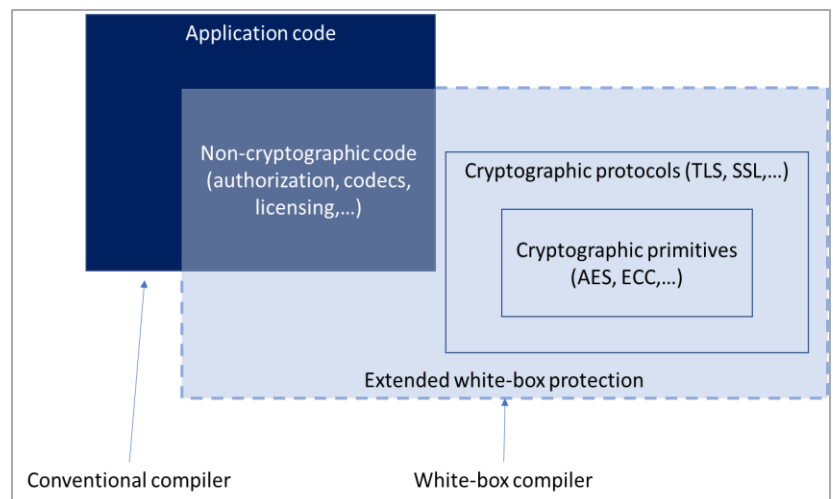 Application code
Non-cryptographic code
(authorization, codecs,
licensing,...)
Cryptographic protocols (TLS, SSL,...)
Cryptographic primitives
(AES, ECC,...)
Extended white-box protection
Conventional compiler
White-box compiler